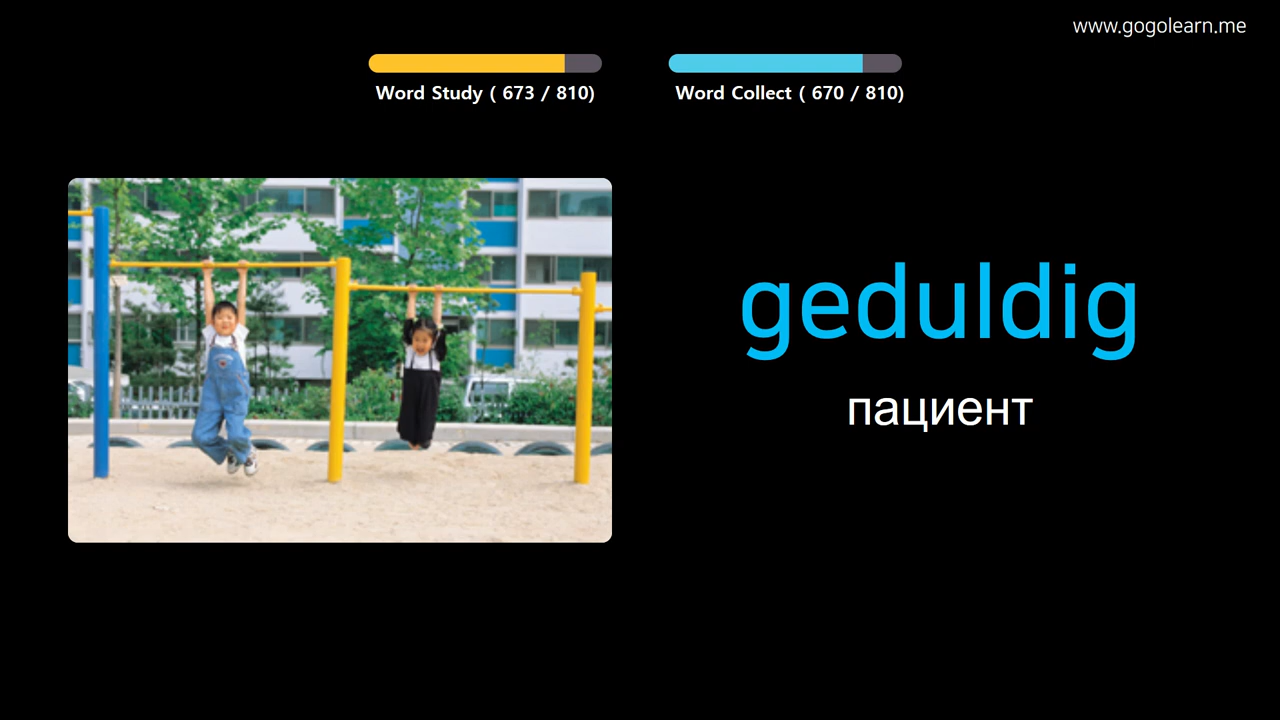 www.gogolearn.me
Word Study ( 673 / 810)
Word Collect ( 670 / 810)
geduldig
пациент